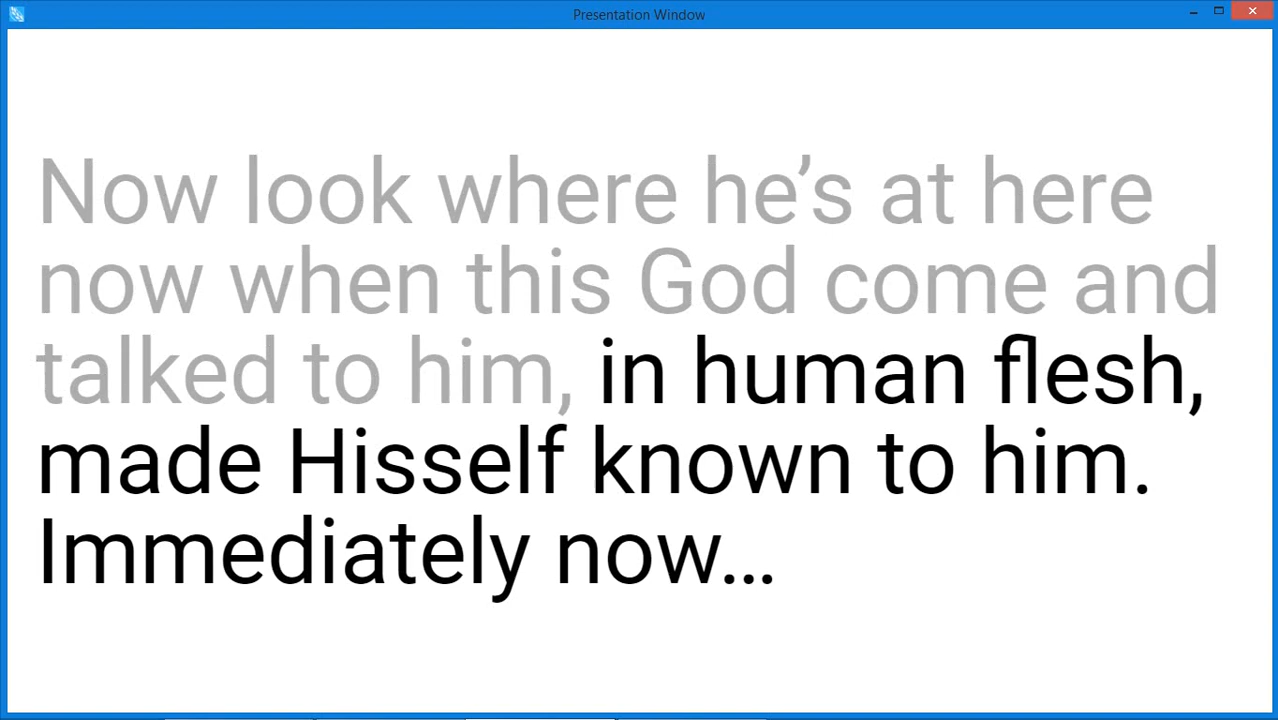 Presentation Window
Now look where he’s at here
now when this God come and
talked to him, in human flesh,
made Hisself known to him.
Immediately now…